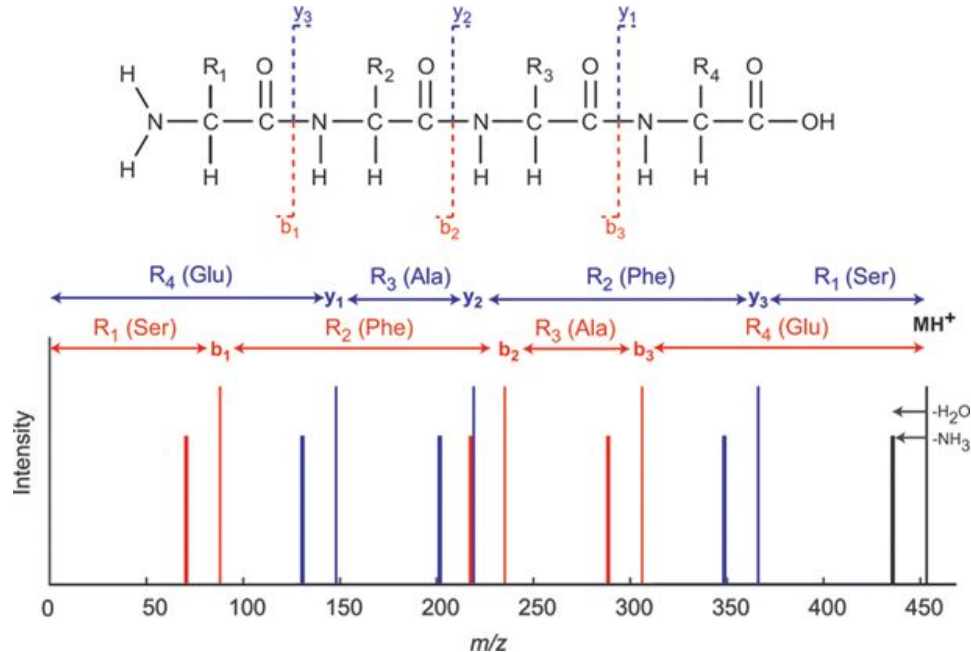 y3 y2 y1
H R1 O R2 O R3 O R4 O
N C C N C C N C C N C C OH
H H H H H H H H
b1 b2 b3
R4 (Glu) y1 R3 (Ala) y2 R2 (Phe) y3 R1 (Ser)
R1 (Ser) b1 R2 (Phe) b2 R3 (Ala) b3 R4 (Glu) MH+
-H2O
-NH3
Intensity
0 50 100 150 200 250 300 350 400 450
m/z